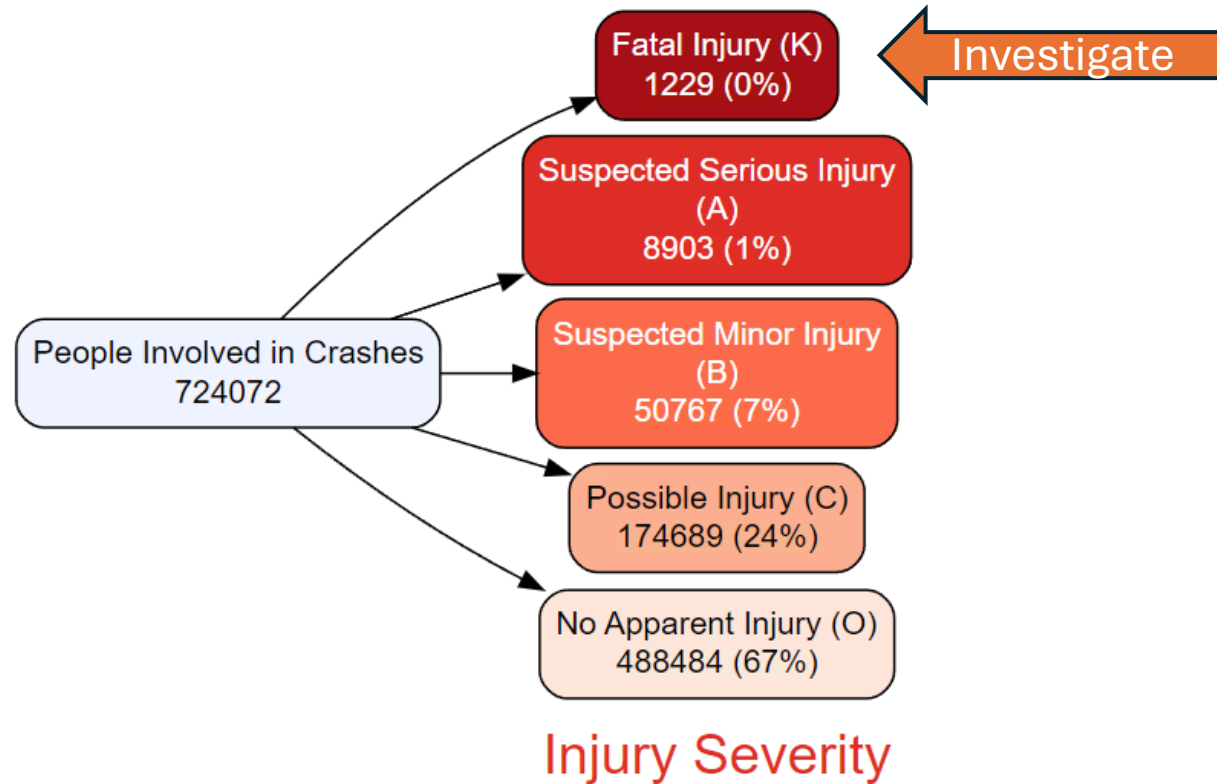 Fatal Injury (K)
1229 (0%)
Investigate
Suspected Serious Injury
(A)
8903 (1%)
People Involved in Crashes
724072
Suspected Minor Injury
(B)
50767 (7%)
Possible Injury (C)
174689 (24%)
No Apparent Injury (O)
488484 (67%)
Injury Severity